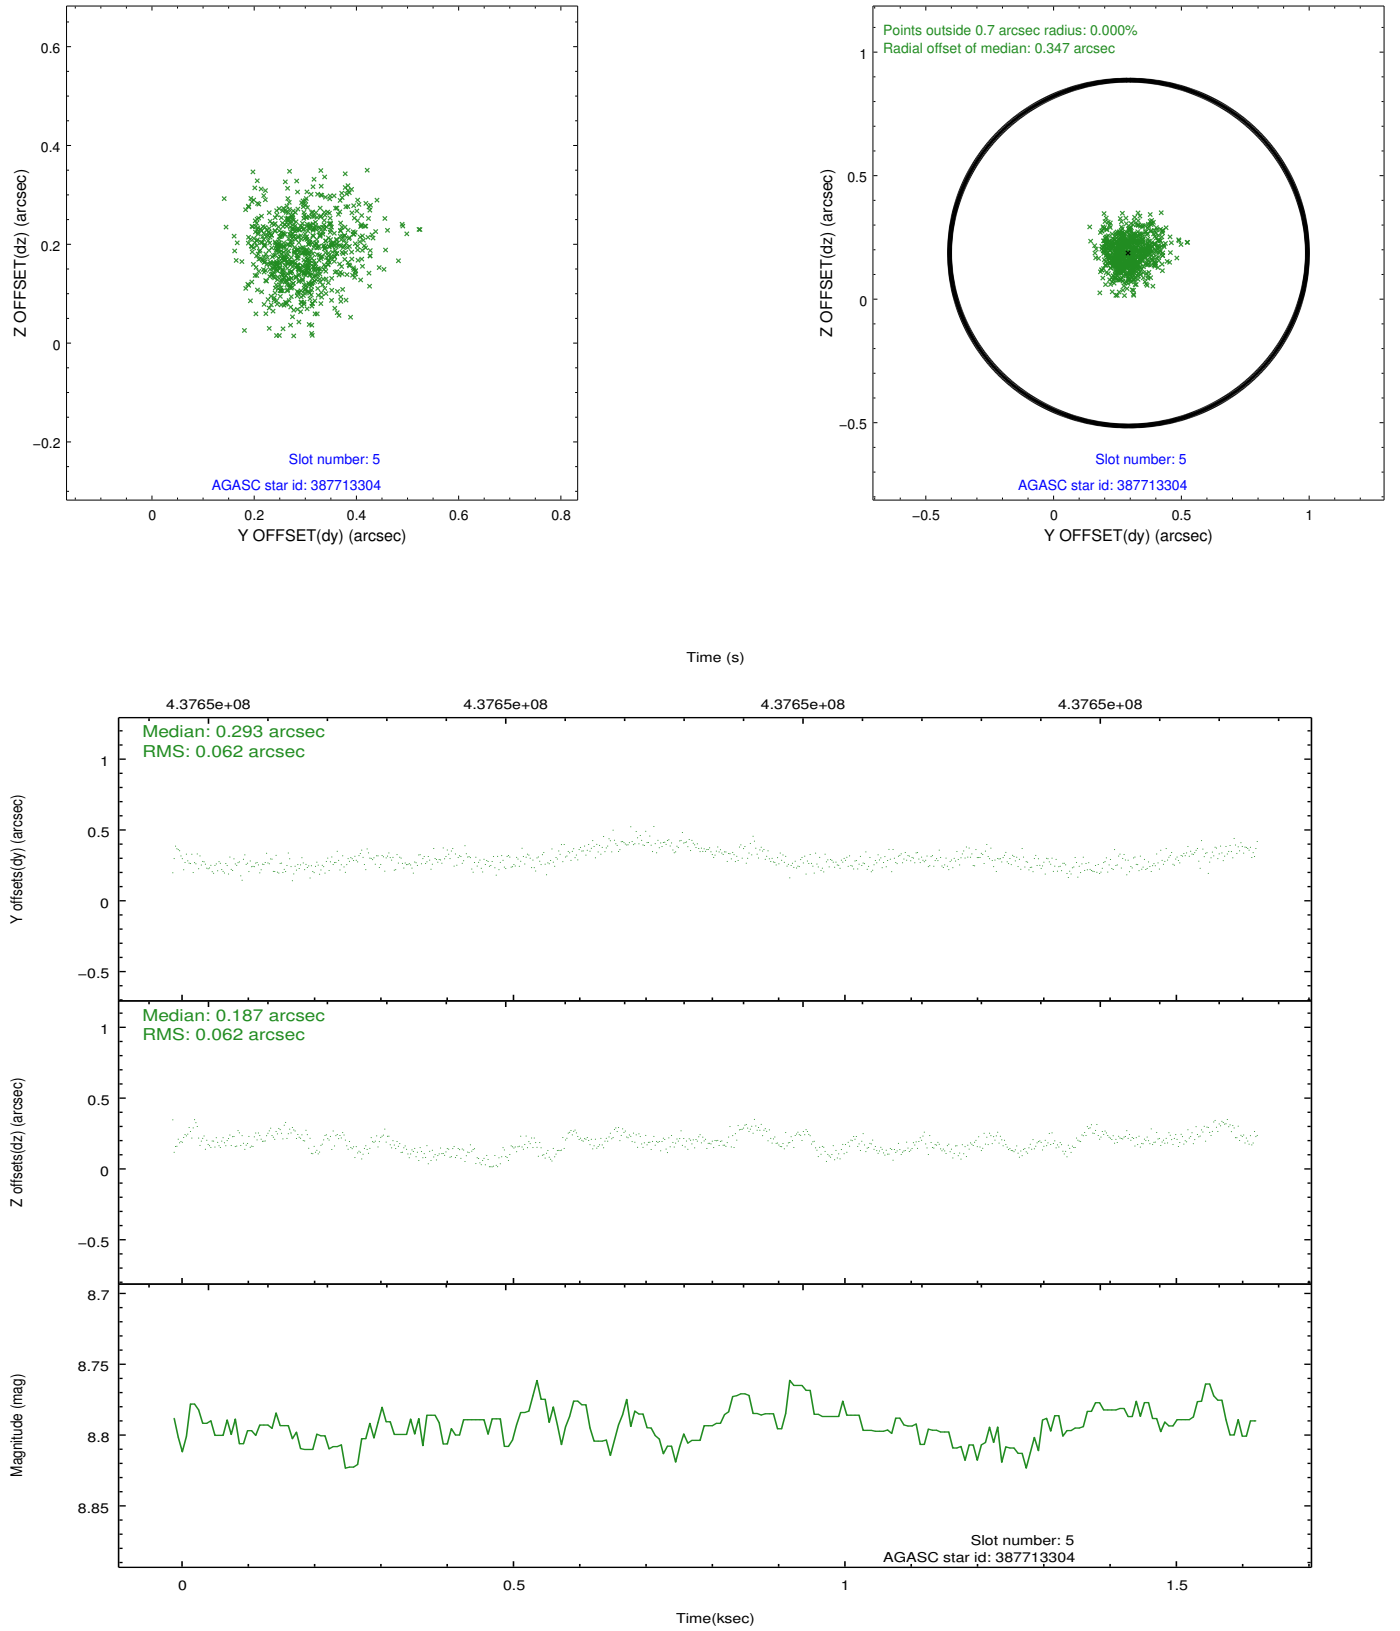 0.6
0.4
0.2
0
−0.2
Z OFFSET(dz) (arcsec)
Slot number: 5
AGASC star id: 387713304
0 0.2 0.4 0.6 0.8
Y OFFSET(dy) (arcsec)
Points outside 0.7 arcsec radius: 0.000%
Radial offset of median: 0.347 arcsec
1
0.5
0
−0.5
Z OFFSET(dz) (arcsec)
Slot number: 5
AGASC star id: 387713304
−0.5 0 0.5 1
Y OFFSET(dy) (arcsec)
Time (s)
4.3765e+08 4.3765e+08 4.3765e+08 4.3765e+08
Median: 0.293 arcsec
RMS: 0.062 arcsec
1
0.5
0
−0.5
Y offsets(dy) (arcsec)
Median: 0.187 arcsec
RMS: 0.062 arcsec
1
0.5
0
−0.5
Z offsets(dz) (arcsec)
8.7
8.75
8.8
8.85
Magnitude (mag)
Slot number: 5
AGASC star id: 387713304
0 0.5 1 1.5
Time(ksec)